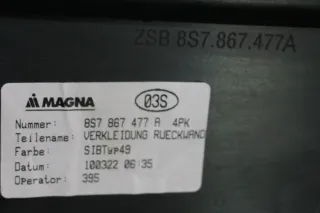 ZSB 8S7.867.477A
MAGNA 03S
Nummer: 8S7 867 477 A 4PK
Teilename: VERKLEIDUNG RUECKWAND
Farbe: SIBTyp49
Datum: 100322 06:35
Operator: 395